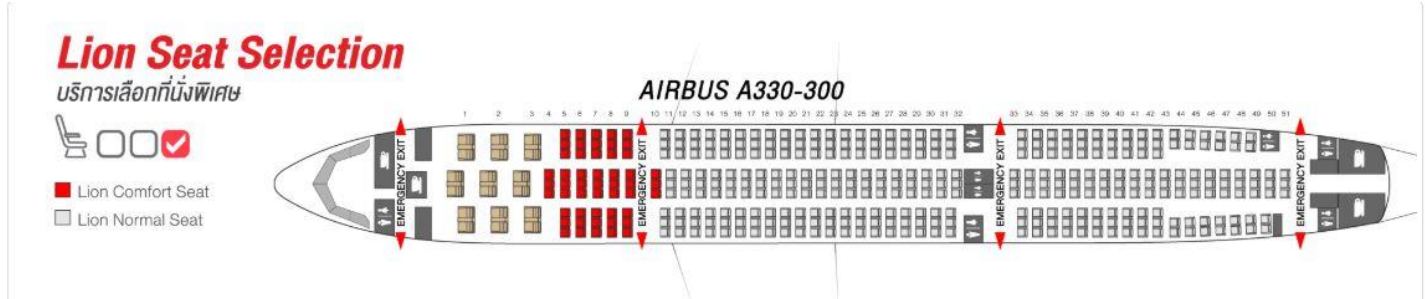 Lion Seat Selection
บริการเลือกที่นั่งพิเศษ
Lion Comfort Seat
Lion Normal Seat
AIRBUS A330-300
1 2 3 4 5 6 7 8 9 10 11 12 13 14 15 16 17 18 19 20 21 22 23 24 25 26 27 28 29 30 31 32 33 34 35 36 37 38 39 40 41 42 43 44 45 46 47 48 49 50 51
EMERGENCY EXIT
EMERGENCY EXIT
EMERGENCY EXIT
EMERGENCY EXIT